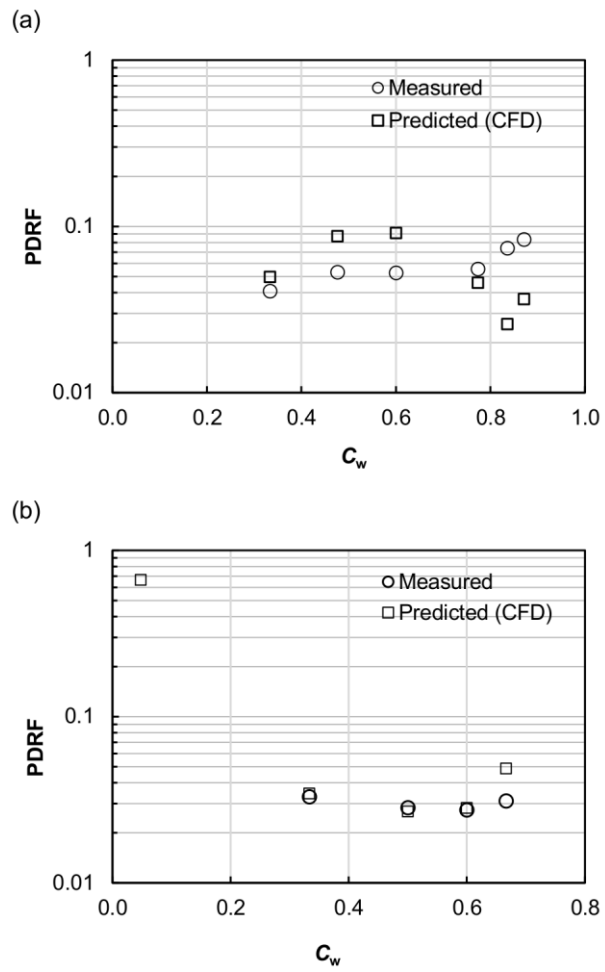 (a)
1
Measured
Predicted (CFD)
PDRF
0.1
0.01
0.0 0.2 0.4 0.6 0.8 1.0
Cw
(b)
1
Measured
Predicted (CFD)
PDRF
0.1
0.01
0.0 0.2 0.4 0.6 0.8
Cw